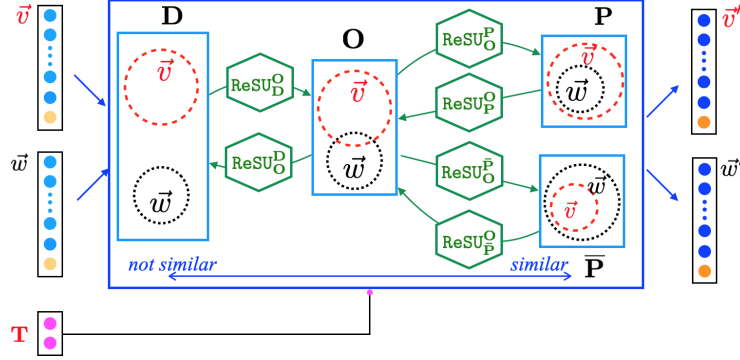 D
O
P
v⃗
v⃗′
ReSU^P_O
v⃗
v⃗
v⃗
w⃗
ReSU^O_D
ReSU^O_P
w⃗
w⃗
ReSU^D_O
w⃗
w⃗
ReSU^P̄_O
w⃗
v⃗
w⃗′
ReSU^O_P̄
not similar
similar
P̄
T